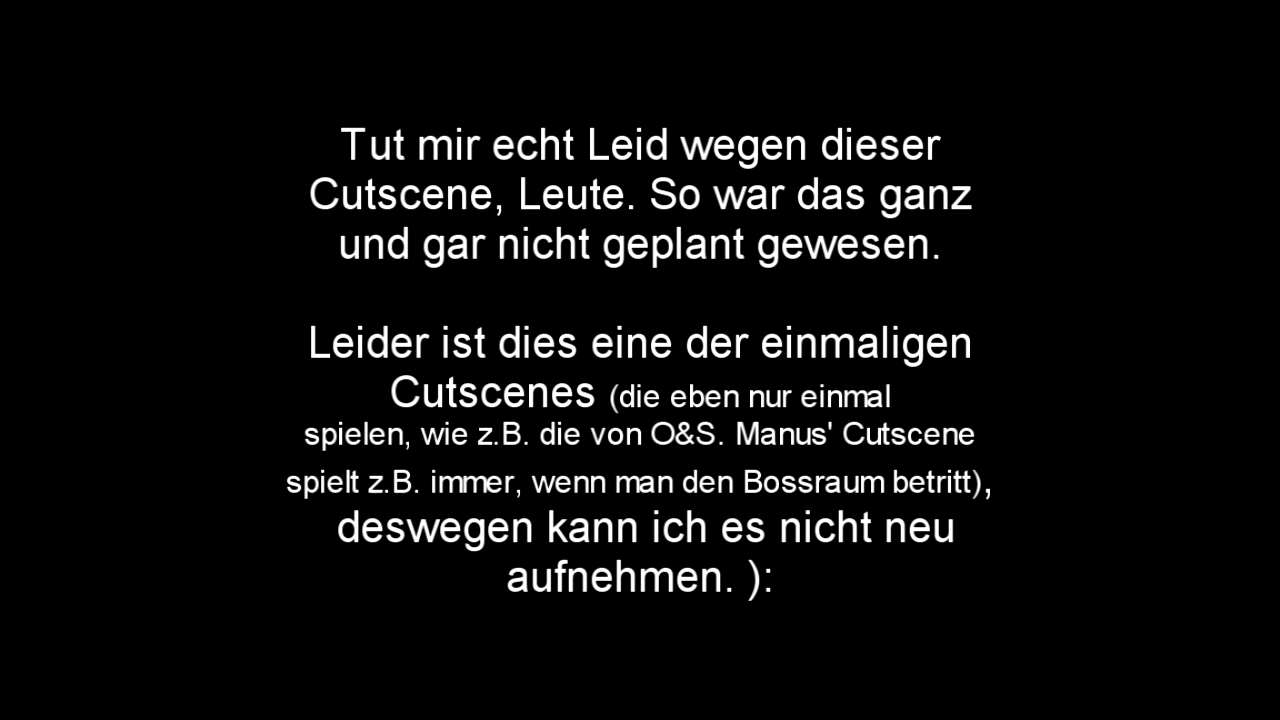 Tut mir echt Leid wegen dieser
Cutscene, Leute. So war das ganz
und gar nicht geplant gewesen.
Leider ist dies eine der einmaligen
Cutscenes (die eben nur einmal
spielen, wie z.B. die von O&S. Manus' Cutscene
spielt z.B. immer, wenn man den Bossraum betritt),
deswegen kann ich es nicht neu
aufnehmen. ):